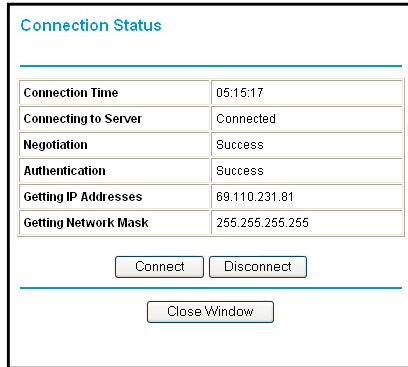 Connection Status
Connection Time 05:15:17
Connecting to Server Connected
Negotiation Success
Authentication Success
Getting IP Addresses 69.110.231.81
Getting Network Mask 255.255.255.255
Connect Disconnect
Close Window